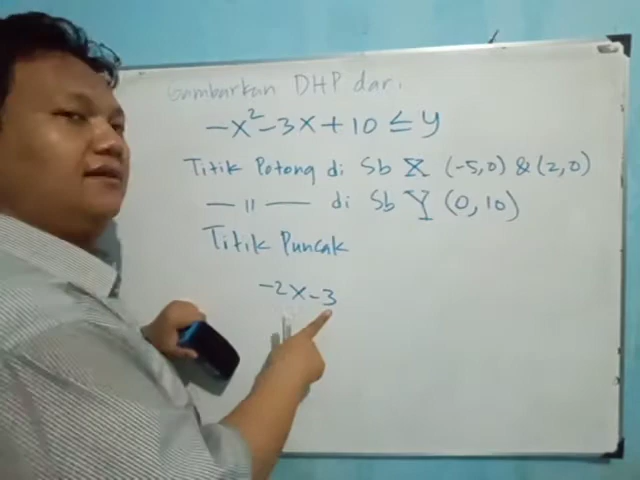 Gambarkan DHP dari:
-x²-3x+10 ≤ y
Titik Potong di Sb X (-5,0) & (2,0)
— 〃 — di Sb Y (0,10)
Titik Puncak
-2x-3